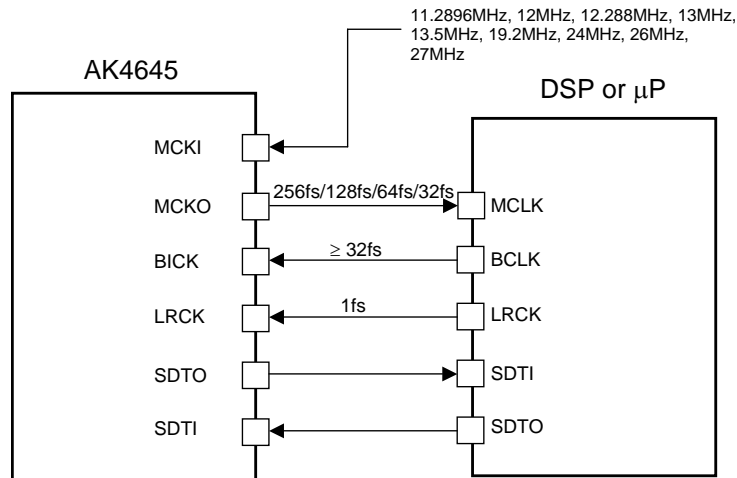 11.2896MHz, 12MHz, 12.288MHz, 13MHz,
13.5MHz, 19.2MHz, 24MHz, 26MHz,
27MHz
AK4645
DSP or μP
MCKI
MCKO
256fs/128fs/64fs/32fs
MCLK
BICK
≥ 32fs
BCLK
LRCK
1fs
LRCK
SDTO
SDTI
SDTI
SDTO